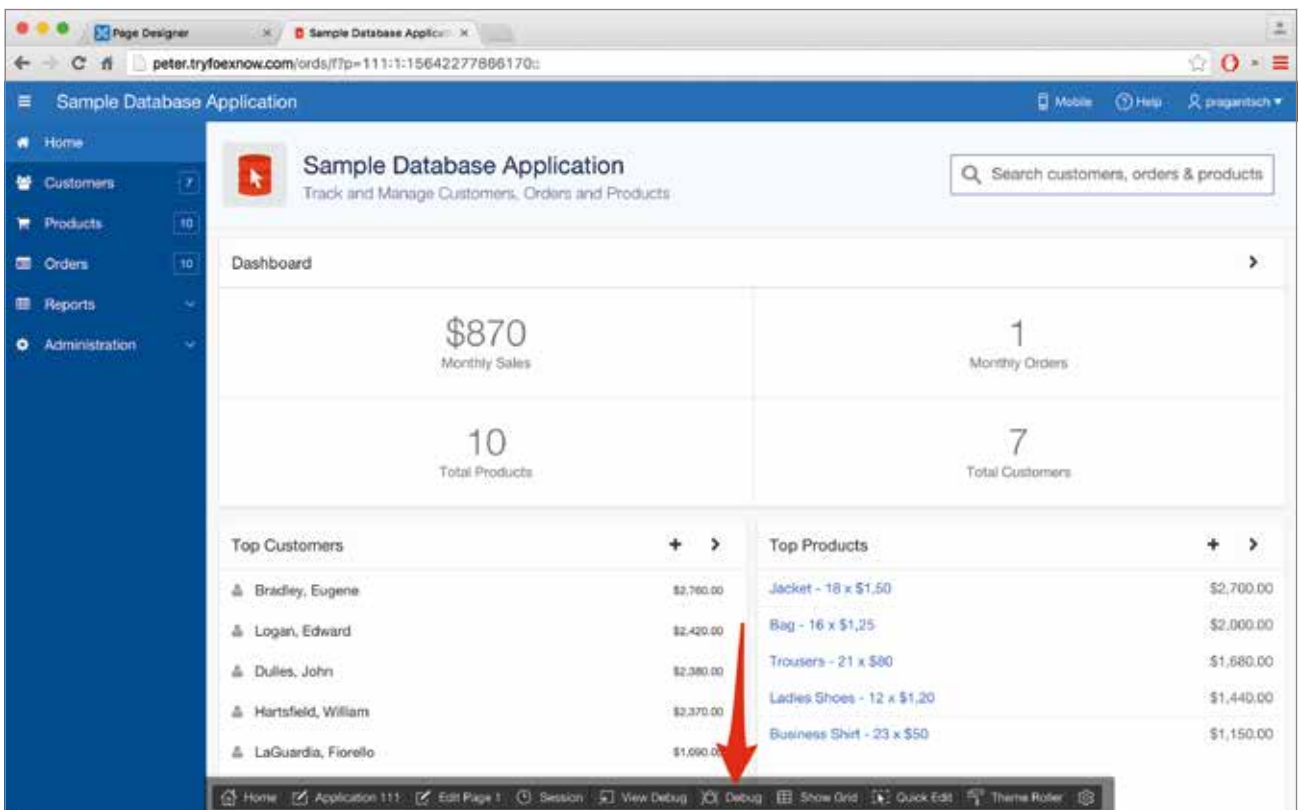 Page Designer
Sample Database Applicat
peter.tryfoexnow.com/ords/f?p=111:1:15642277866170::
Sample Database Application
Mobile
Help
praganitsch
Home
Customers
7
Products
10
Orders
10
Reports
Administration
Sample Database Application
Track and Manage Customers, Orders and Products
Search customers, orders & products
Dashboard
$870
Monthly Sales
1
Monthly Orders
10
Total Products
7
Total Customers
Top Customers
Bradley, Eugene $2,760.00
Logan, Edward $2,420.00
Dulles, John $2,380.00
Hartsfield, William $2,370.00
LaGuardia, Fiorello $1,090.00
Top Products
Jacket - 18 x $1,50 $2,700.00
Bag - 16 x $1,25 $2,000.00
Trousers - 21 x $80 $1,680.00
Ladies Shoes - 12 x $1,20 $1,440.00
Business Shirt - 23 x $50 $1,150.00
Home Application 111 Edit Page 1 Session View Debug Debug Show Grid Quick Edit Theme Roller